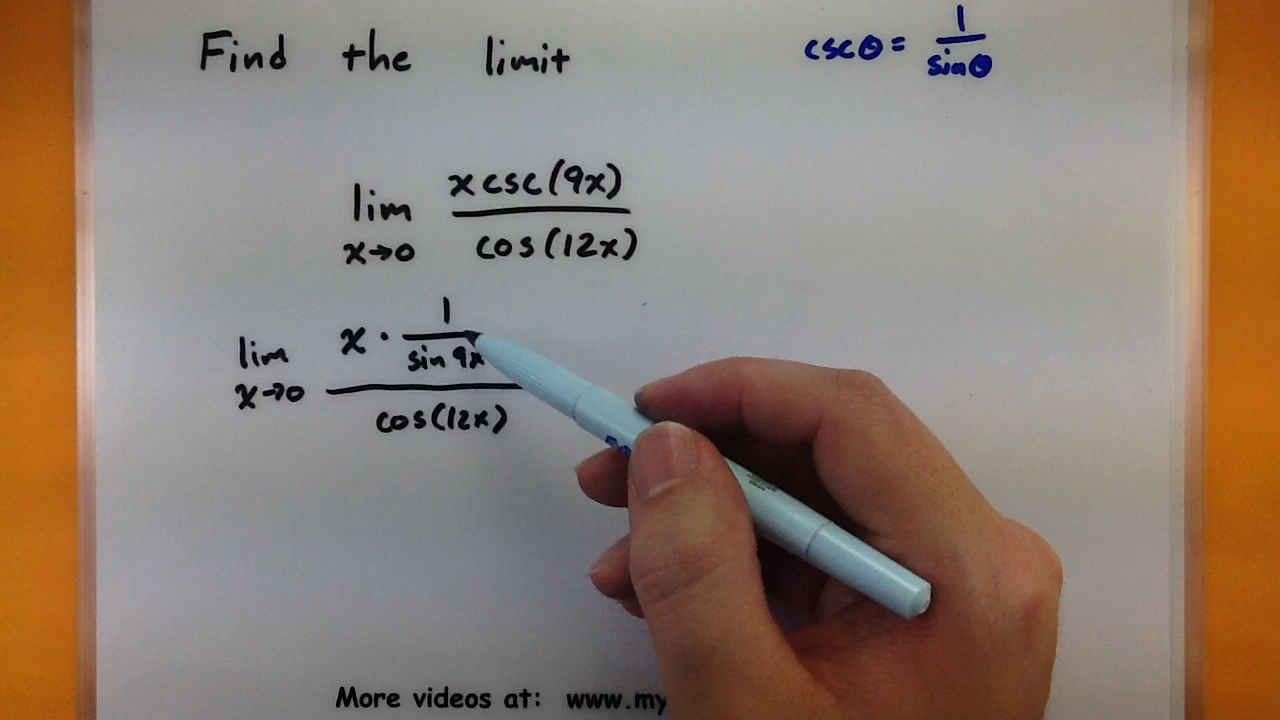 Find the limit
cscθ = 1/sinθ
lim x→0 xcsc(9x)/cos(12x)
lim x→0 x · 1/sin 9x / cos(12x)
More videos at: www.my